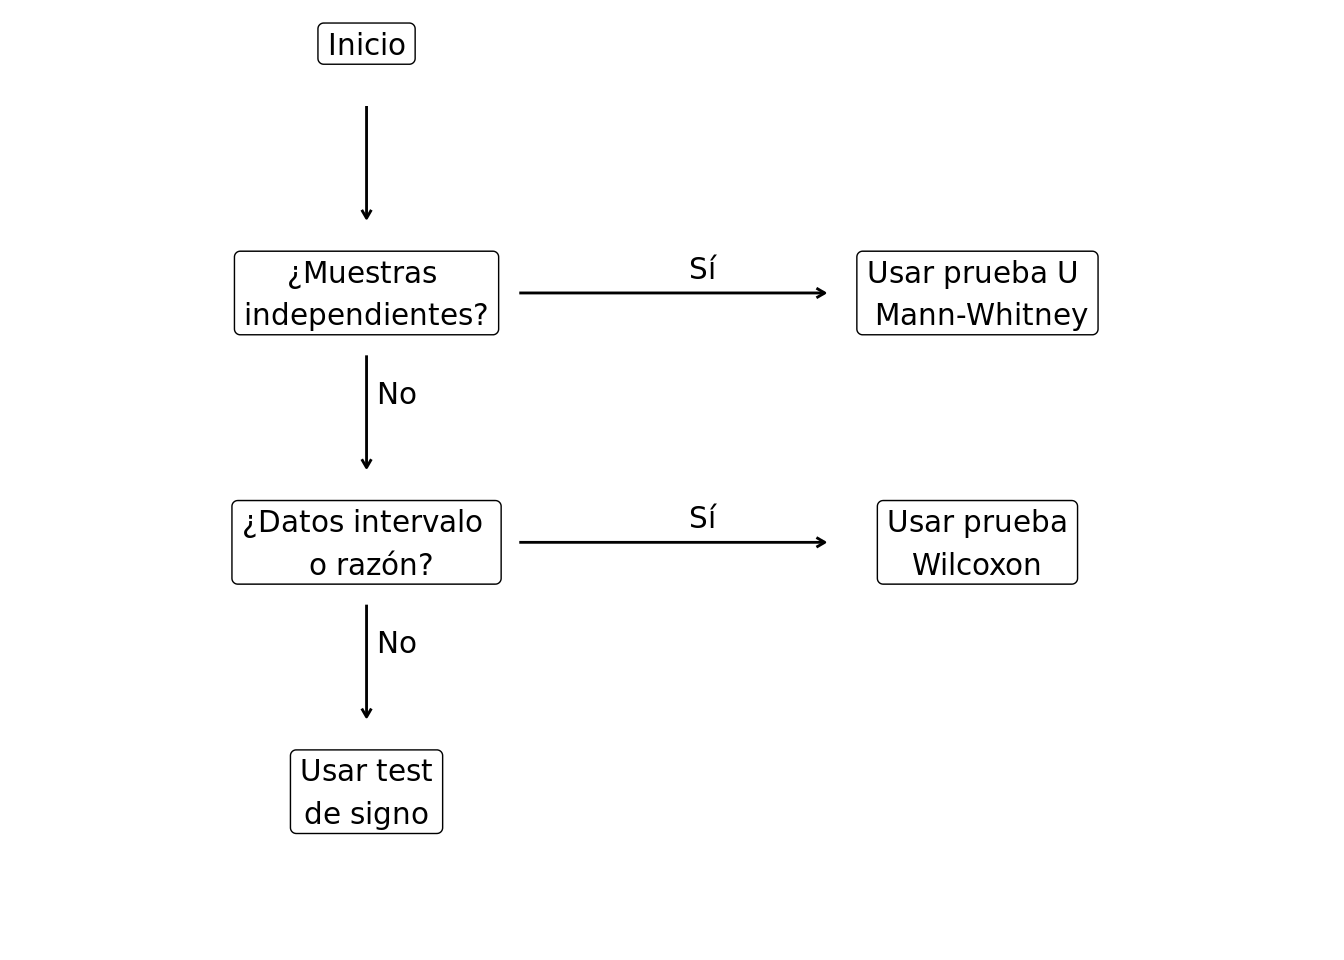 Inicio
¿Muestras
independientes?
Sí
Usar prueba U
Mann-Whitney
No
¿Datos intervalo
o razón?
Sí
Usar prueba
Wilcoxon
No
Usar test
de signo